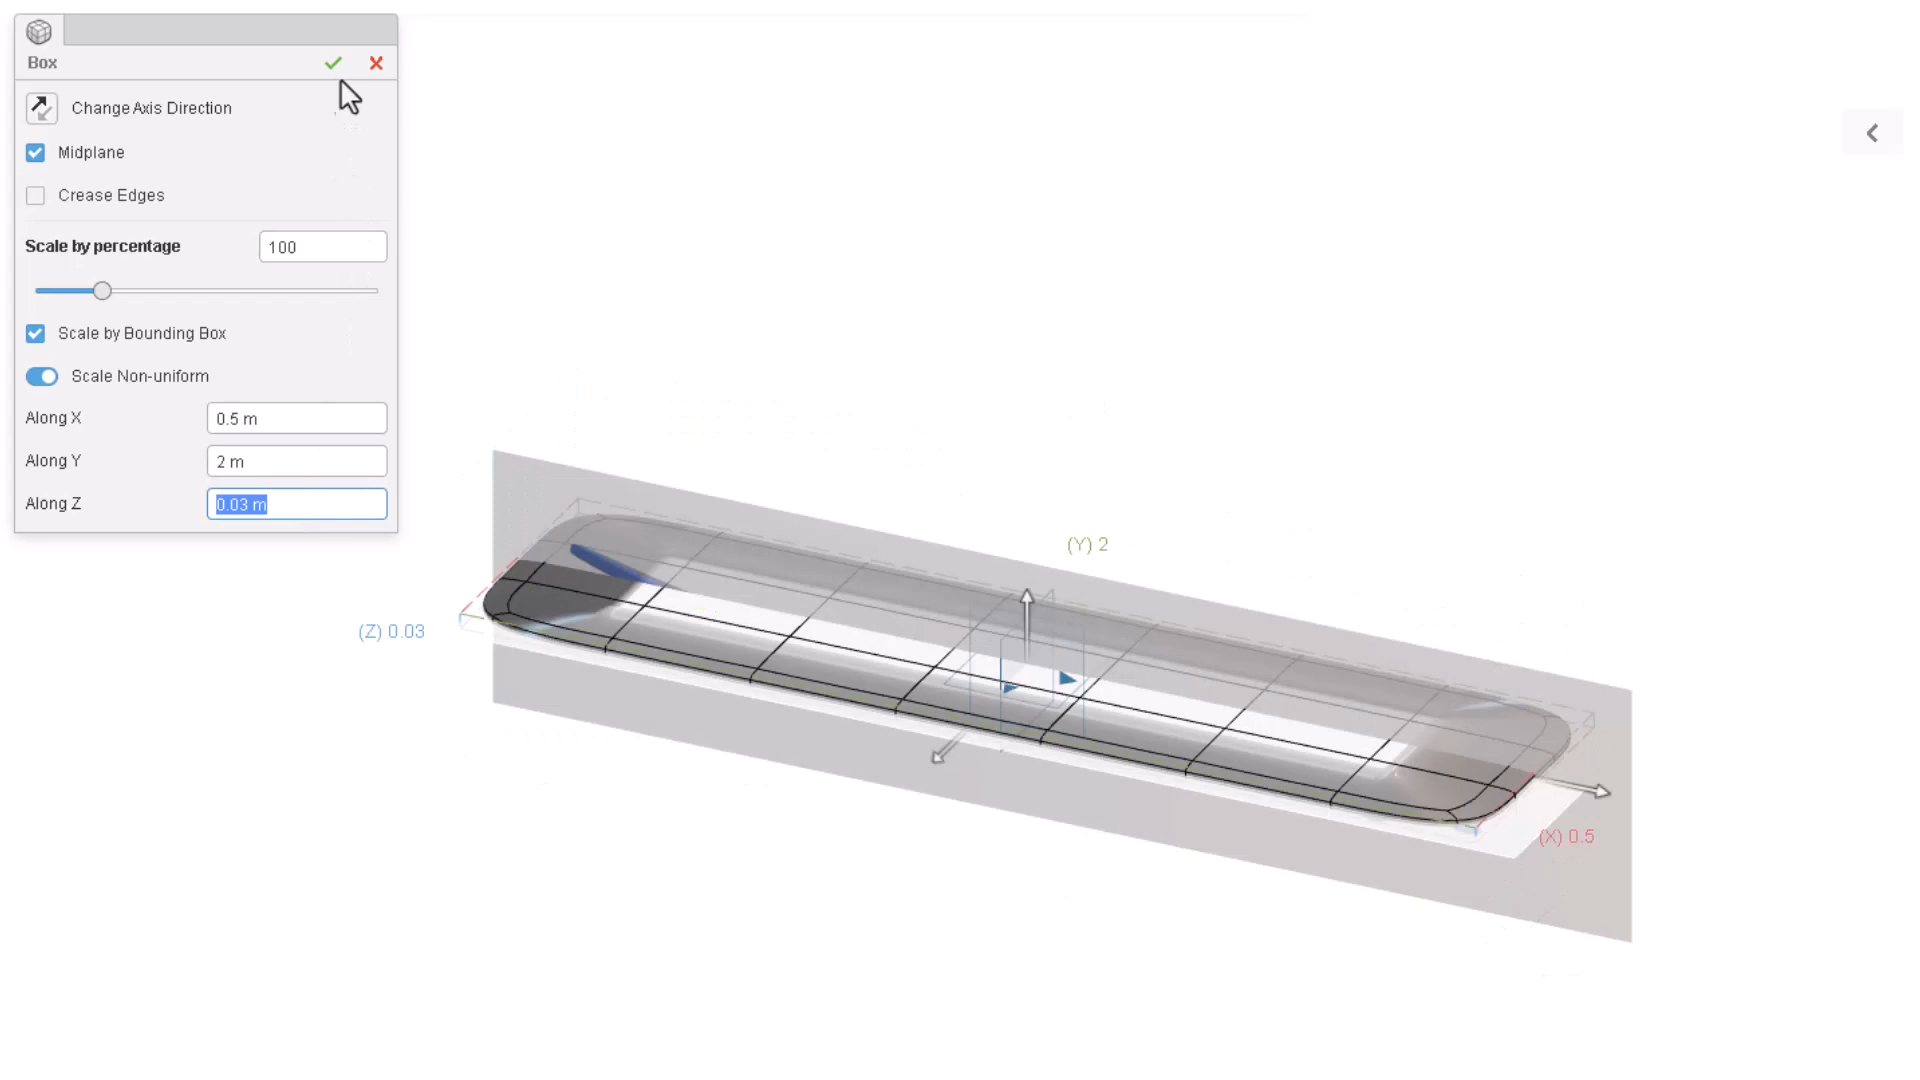 Box
Change Axis Direction
Midplane
Crease Edges
Scale by percentage 100
Scale by Bounding Box
Scale Non-uniform
Along X 0.5 m
Along Y 2 m
Along Z 0.03 m
(Y) 2
(Z) 0.03
(X) 0.5